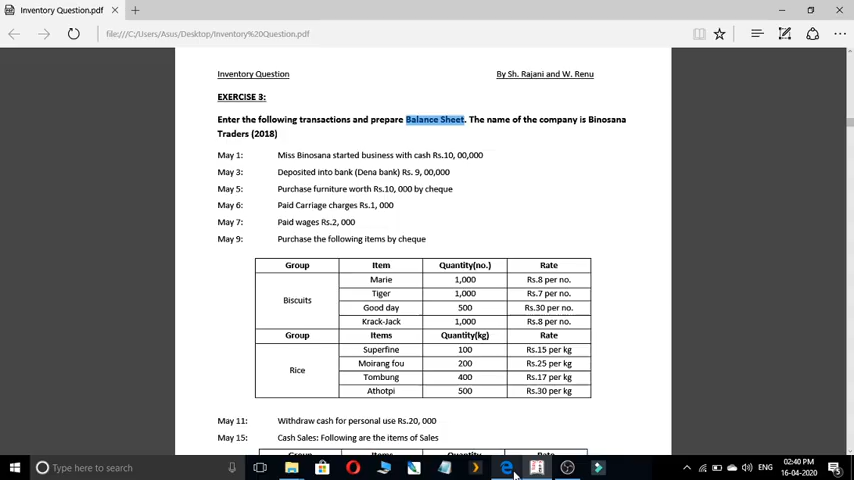 Inventory Question.pdf
file:///C:/Users/Asus/Desktop/Inventory%20Question.pdf
Inventory Question By Sh. Rajani and W. Renu
EXERCISE 3:
Enter the following transactions and prepare Balance Sheet. The name of the company is Binosana
Traders (2018)
May 1: Miss Binosana started business with cash Rs.10, 00,000
May 3: Deposited into bank (Dena bank) Rs. 9, 00,000
May 5: Purchase furniture worth Rs.10, 000 by cheque
May 6: Paid Carriage charges Rs.1, 000
May 7: Paid wages Rs.2, 000
May 9: Purchase the following items by cheque
Group Item Quantity(no.) Rate
Biscuits Marie 1,000 Rs.8 per no.
Tiger 1,000 Rs.7 per no.
Good day 500 Rs.30 per no.
Krack-Jack 1,000 Rs.8 per no.
Group Items Quantity(kg) Rate
Rice Superfine 100 Rs.15 per kg
Moirang fou 200 Rs.25 per kg
Tombung 400 Rs.17 per kg
Athotpi 500 Rs.30 per kg
May 11: Withdraw cash for personal use Rs.20, 000
May 15: Cash Sales: Following are the items of Sales
Group Items Quantity Rate
Type here to search
ENG
02:40 PM
16-04-2020
5